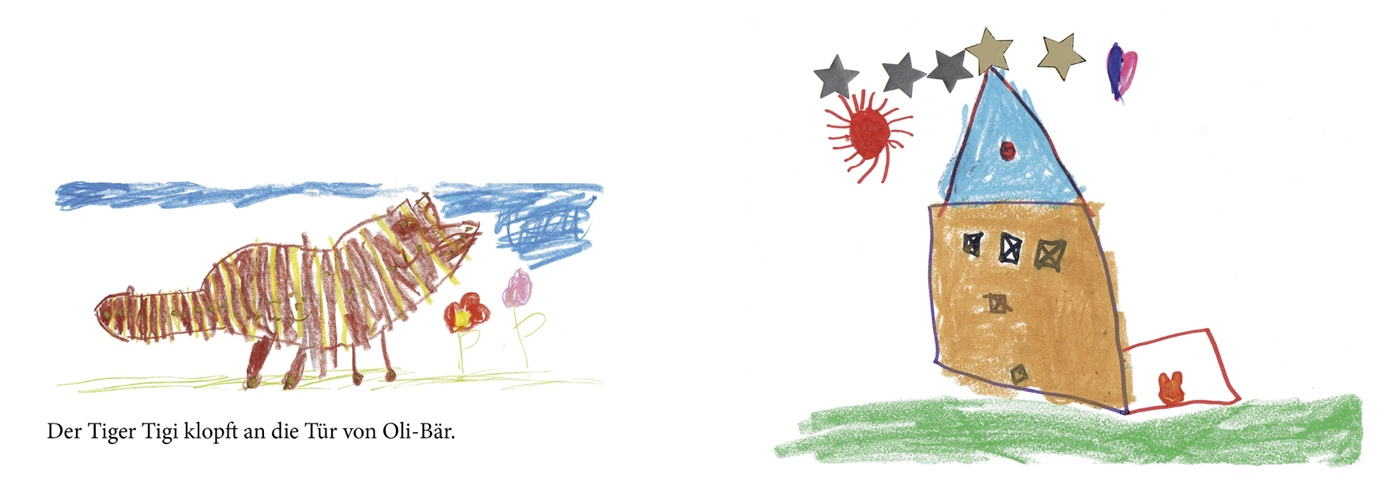 Der Tiger Tigi klopft an die Tür von Oli-Bär.